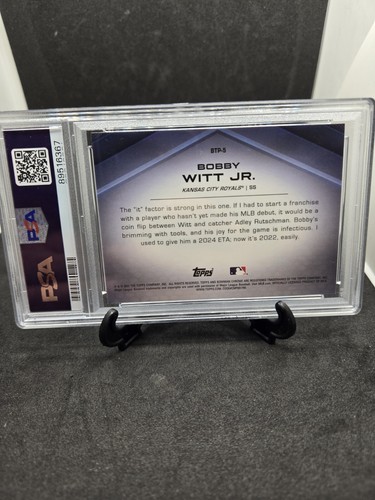 BTP-5
BOBBY
WITT JR.
KANSAS CITY ROYALS® | SS
The "it" factor is strong in this one. If I had to start a franchise
with a player who hasn't yet made his MLB debut, it would be a
coin flip between Witt and catcher Adley Rutschman. Bobby's
brimming with tools, and his joy for the game is infectious. I
used to give him a 2024 ETA; now it's 2022, easily.
Topps
89516367
PSA
PSA